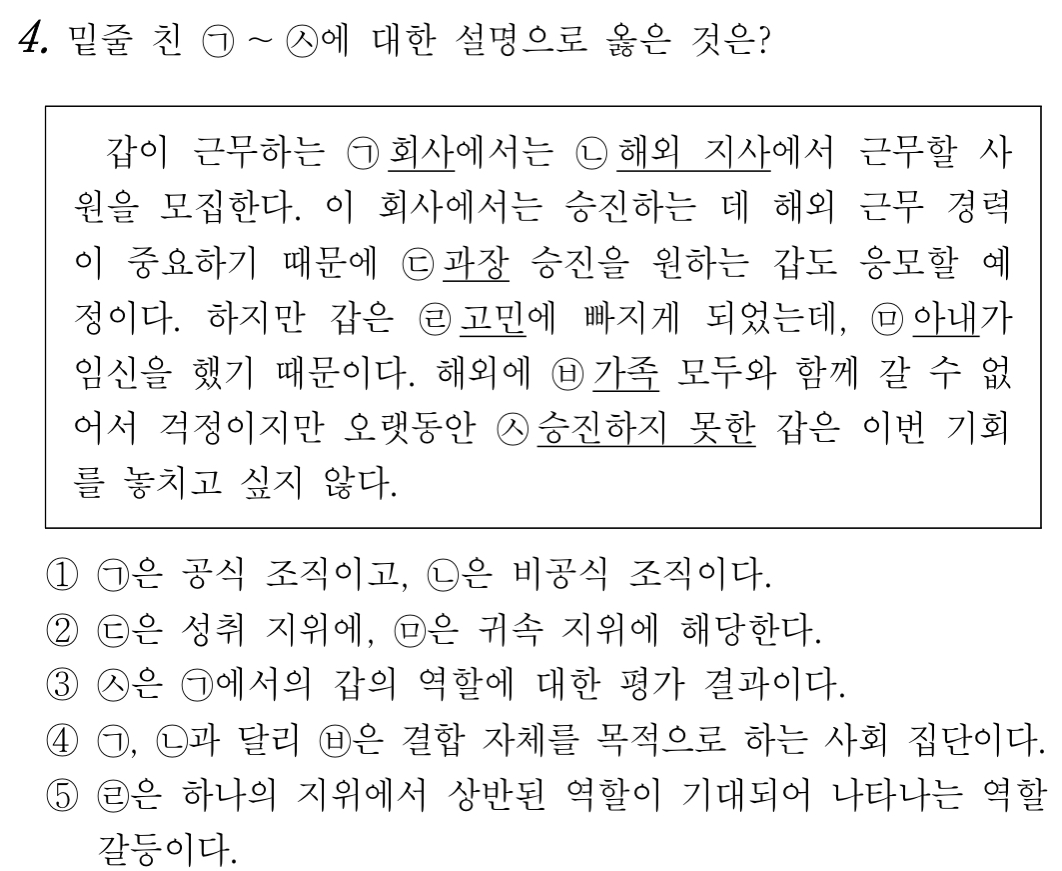 4. 밑줄 친 ㉠ ~ ㉦에 대한 설명으로 옳은 것은?
갑이 근무하는 ㉠ 회사에서는 ㉡ 해외 지사에서 근무할 사
원을 모집한다. 이 회사에서는 승진하는 데 해외 근무 경력
이 중요하기 때문에 ㉢ 과장 승진을 원하는 갑도 응모할 예
정이다. 하지만 갑은 ㉣ 고민에 빠지게 되었는데, ㉤ 아내가
임신을 했기 때문이다. 해외에 ㉥ 가족 모두와 함께 갈 수 없
어서 걱정이지만 오랫동안 ㉦ 승진하지 못한 갑은 이번 기회
를 놓치고 싶지 않다.
① ㉠은 공식 조직이고, ㉡은 비공식 조직이다.
② ㉢은 성취 지위에, ㉤은 귀속 지위에 해당한다.
③ ㉦은 ㉠에서의 갑의 역할에 대한 평가 결과이다.
④ ㉠, ㉡과 달리 ㉥은 결합 자체를 목적으로 하는 사회 집단이다.
⑤ ㉣은 하나의 지위에서 상반된 역할이 기대되어 나타나는 역할
갈등이다.